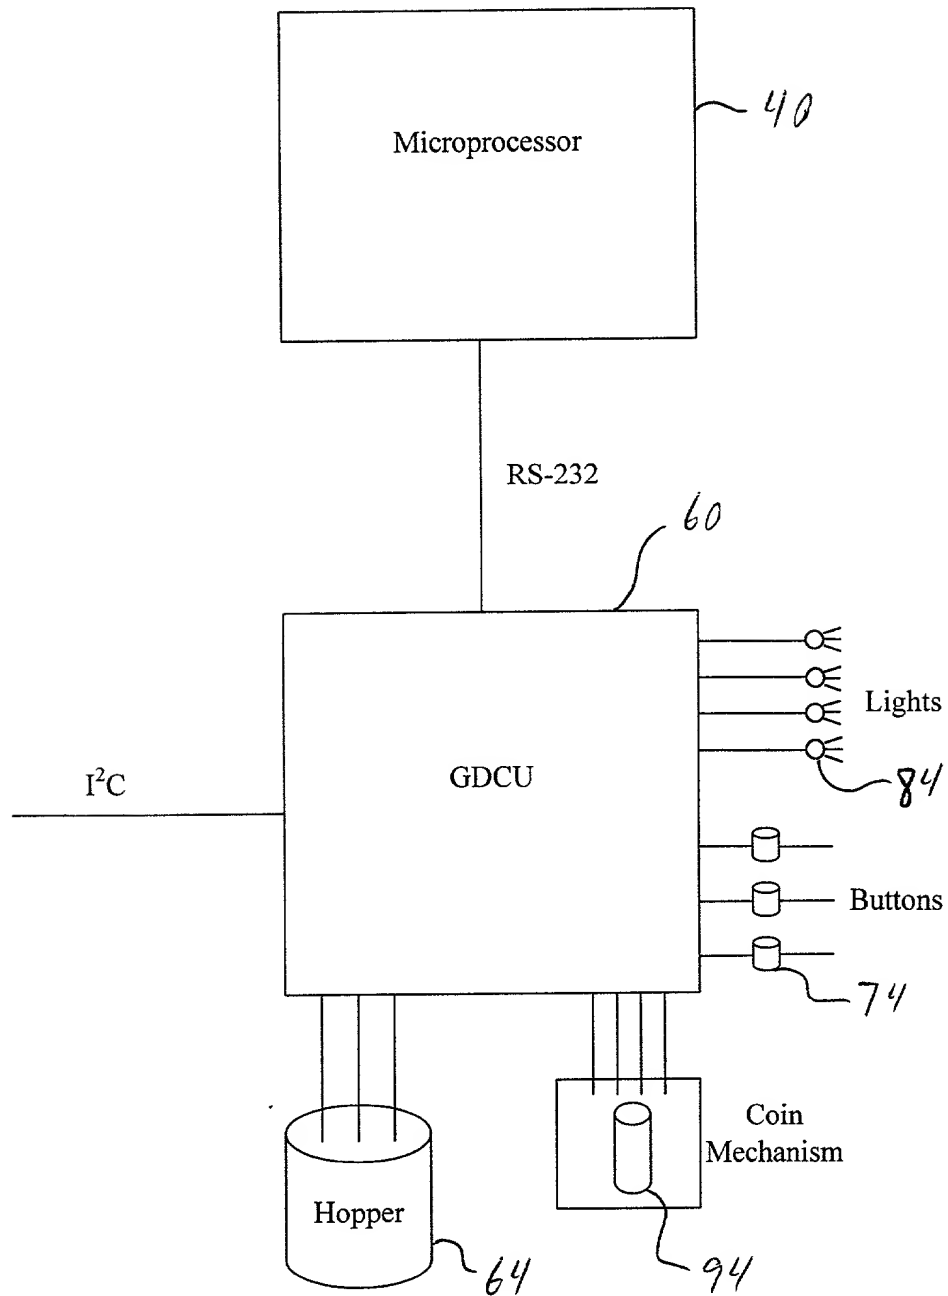 40
Microprocessor
RS-232
60
Lights
GDCU
84
I²C
Buttons
74
Coin
Mechanism
Hopper
64
94